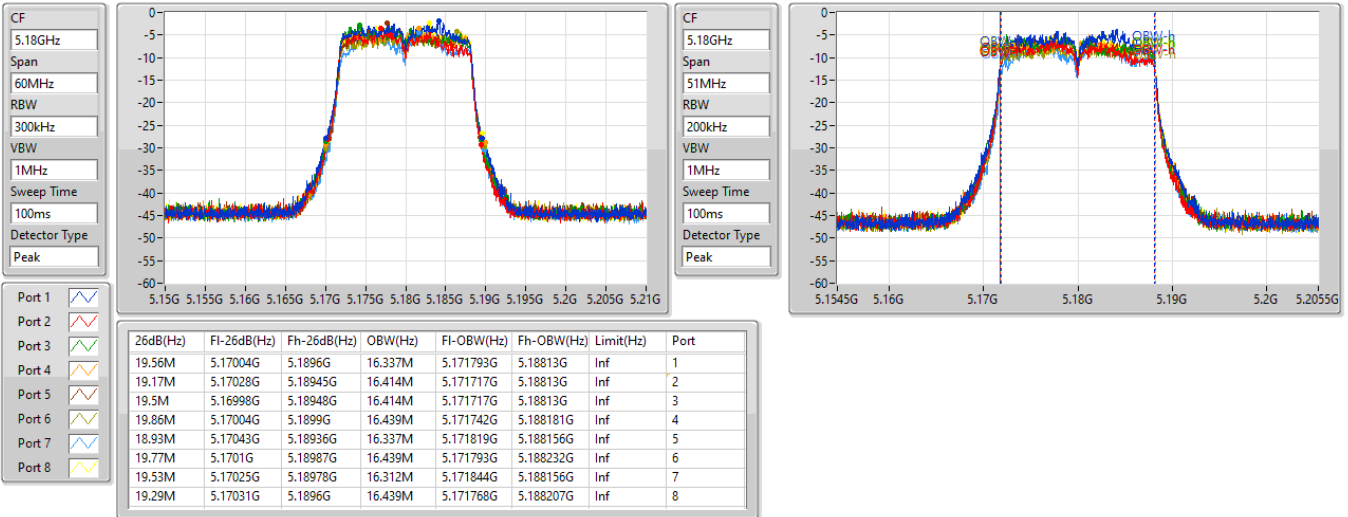 CF
5.18GHz
Span
60MHz
RBW
300kHz
VBW
1MHz
Sweep Time
100ms
Detector Type
Peak
0-
-5-
-10-
-15-
-20-
-25-
-30-
-35-
-40-
-45-
-50-
-55-
-60-
5.15G 5.155G 5.16G 5.165G 5.17G 5.175G 5.18G 5.185G 5.19G 5.195G 5.2G 5.205G 5.21G
CF
5.18GHz
Span
51MHz
RBW
200kHz
VBW
1MHz
Sweep Time
100ms
Detector Type
Peak
0-
-5-
-10-
-15-
-20-
-25-
-30-
-35-
-40-
-45-
-50-
-55-
-60-
OBW-h
5.1545G 5.16G 5.17G 5.18G 5.19G 5.2G 5.2055G
Port 1
Port 2
Port 3
Port 4
Port 5
Port 6
Port 7
Port 8
26dB(Hz) Fl-26dB(Hz) Fh-26dB(Hz) OBW(Hz) Fl-OBW(Hz) Fh-OBW(Hz) Limit(Hz) Port
19.56M 5.17004G 5.1896G 16.337M 5.171793G 5.18813G Inf 1
19.17M 5.17028G 5.18945G 16.414M 5.171717G 5.18813G Inf 2
19.5M 5.16998G 5.18948G 16.414M 5.171717G 5.18813G Inf 3
19.86M 5.17004G 5.1899G 16.439M 5.171742G 5.188181G Inf 4
18.93M 5.17043G 5.18936G 16.337M 5.171819G 5.188156G Inf 5
19.77M 5.1701G 5.18987G 16.439M 5.171793G 5.188232G Inf 6
19.53M 5.17025G 5.18978G 16.312M 5.171844G 5.188156G Inf 7
19.29M 5.17031G 5.1896G 16.439M 5.171768G 5.188207G Inf 8